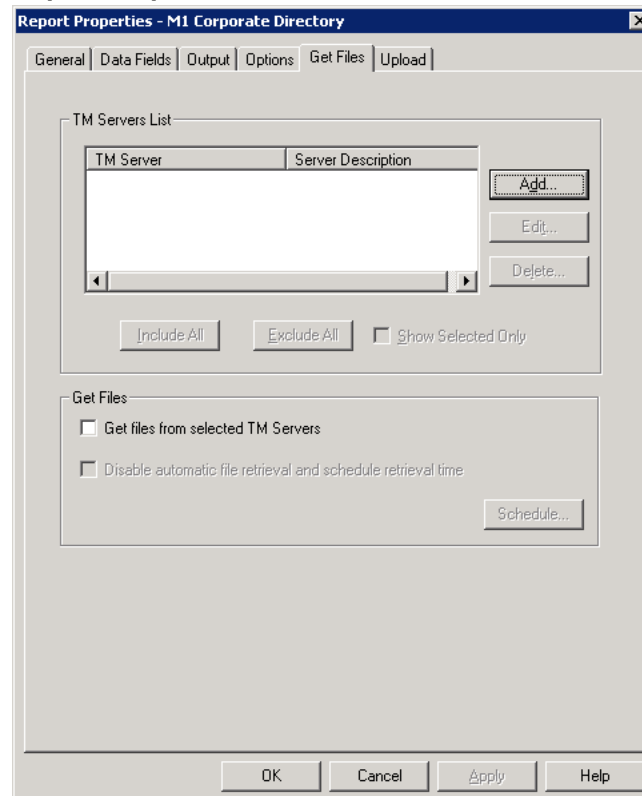 Report Properties - M1 Corporate Directory
General Data Fields Output Options Get Files Upload
TM Servers List
TM Server Server Description
Add...
Edit...
Delete...
Include All Exclude All Show Selected Only
Get Files
Get files from selected TM Servers
Disable automatic file retrieval and schedule retrieval time
Schedule...
OK Cancel Apply Help